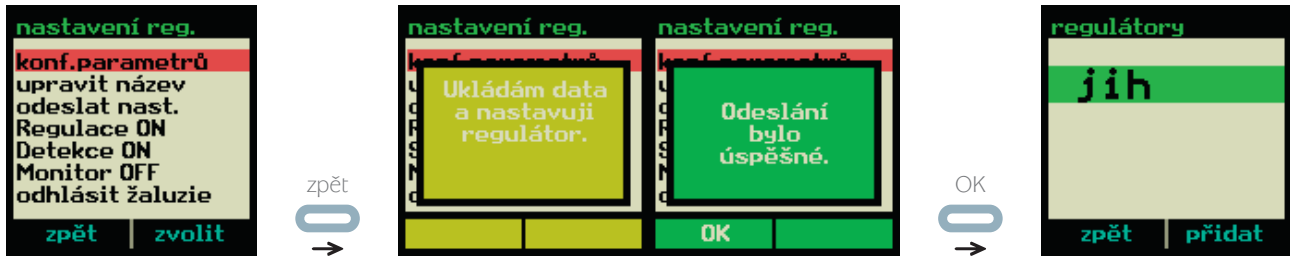 nastavení reg.
konf.parametrů
upravit název
odeslat nast.
Regulace ON
Detekce ON
Monitor OFF
odhlásit žaluzie
zpět zvolit
zpět
nastavení reg.
Ukládám data
a nastavuji
regulátor.
nastavení reg.
Odeslání
bylo
úspěšné.
OK
OK
regulátory
jih
zpět přidat